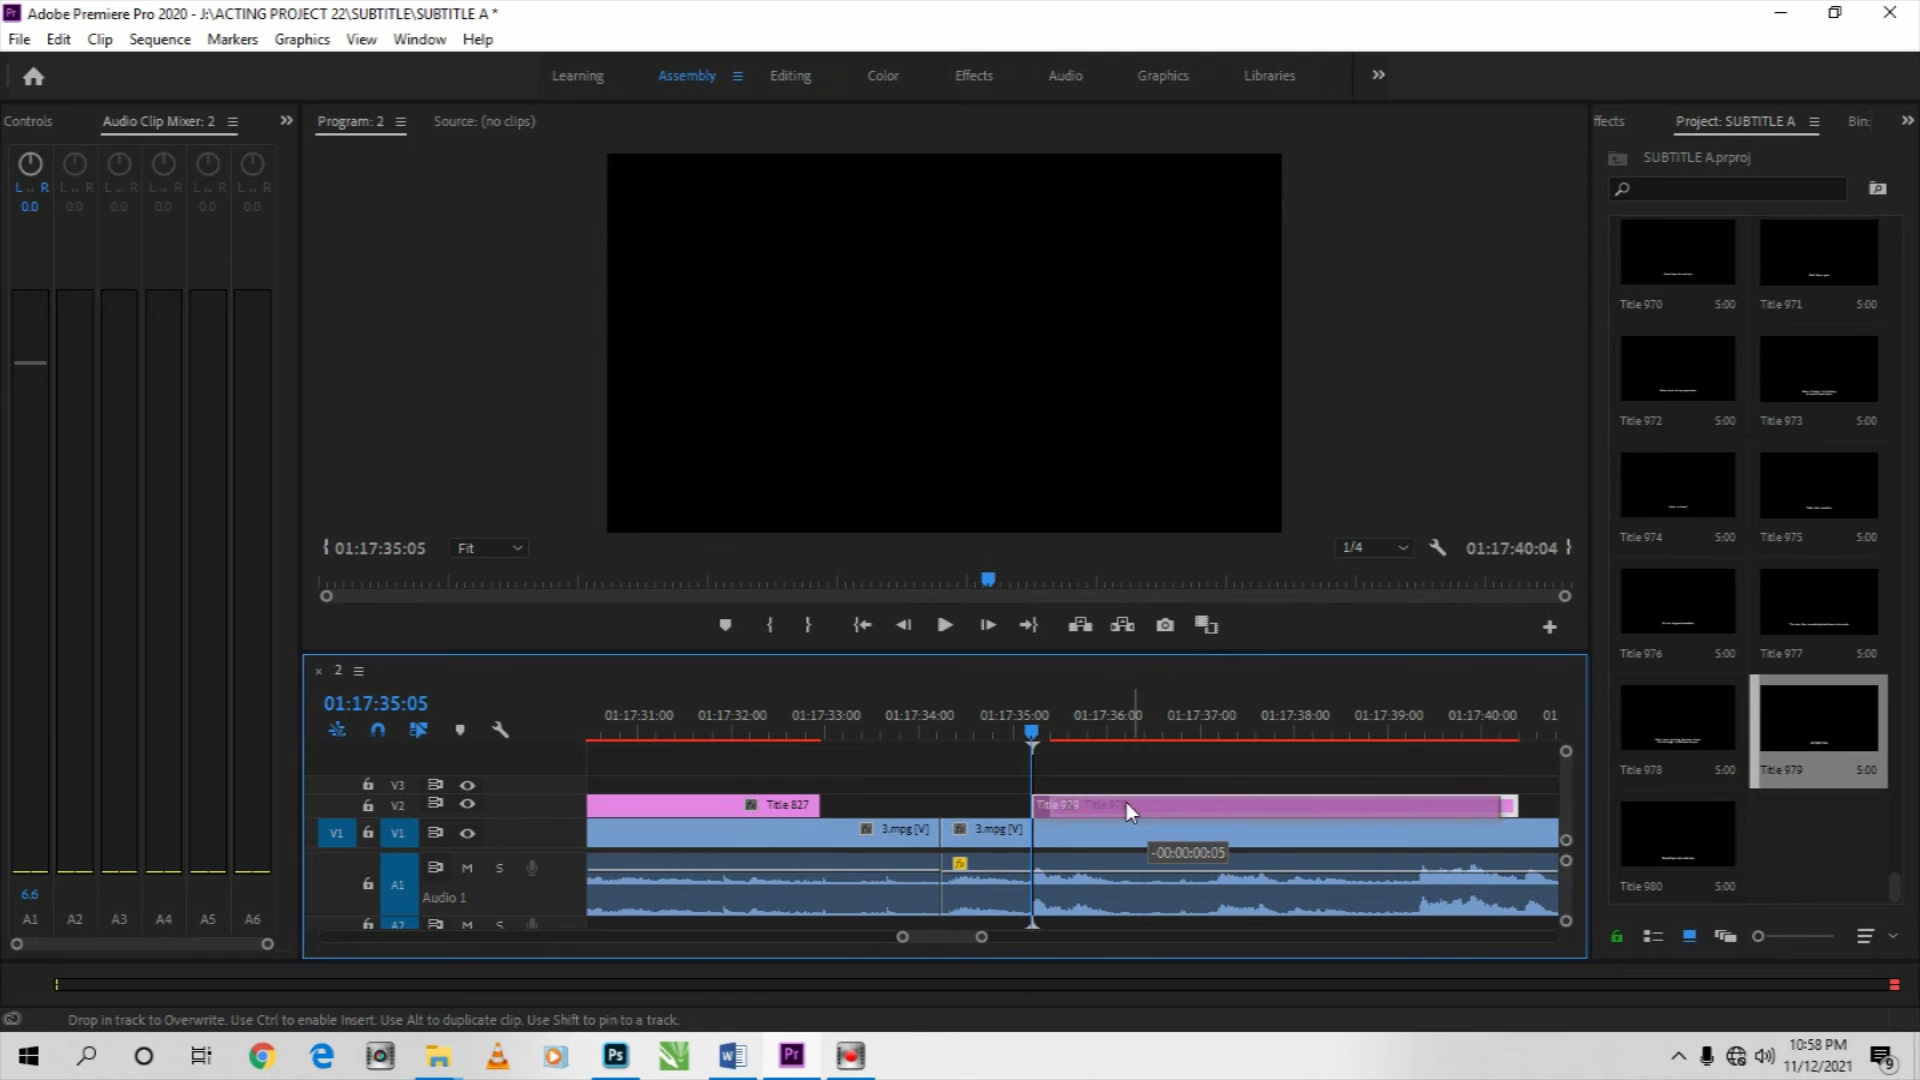 Adobe Premiere Pro 2020 - J:\ACTING PROJECT 22\SUBTITLE\SUBTITLE A *
File Edit Clip Sequence Markers Graphics View Window Help
Learning Assembly Editing Color Effects Audio Graphics Libraries
Controls Audio Clip Mixer: 2 Program: 2 Source: (no clips) ffects Project: SUBTITLE A Bin:
SUBTITLE A.prproj
L R L R L R L R L R L R
0.0 0.0 0.0 0.0 0.0 0.0
Title 970 5:00 Title 971 5:00
Title 972 5:00 Title 973 5:00
Title 974 5:00 Title 975 5:00
01:17:35:05 Fit 1/4 01:17:40:04
Title 976 5:00 Title 977 5:00
2
01:17:35:05
01:17:31:00 01:17:32:00 01:17:33:00 01:17:34:00 01:17:35:00 01:17:36:00 01:17:37:00 01:17:38:00 01:17:39:00 01:17:40:00 01
Title 978 5:00 Title 979 5:00
V3
V2 Title 827 Title 979
V1 V1 3.mpg [V] 3.mpg [V]
-00:00:00:05
fx
A1 M S
Audio 1
A2 M S
6.6
A1 A2 A3 A4 A5 A6
Title 980 5:00
Drop in track to Overwrite. Use Ctrl to enable Insert. Use Alt to duplicate clip. Use Shift to pin to a track.
Ps Pr
10:58 PM
11/12/2021
9